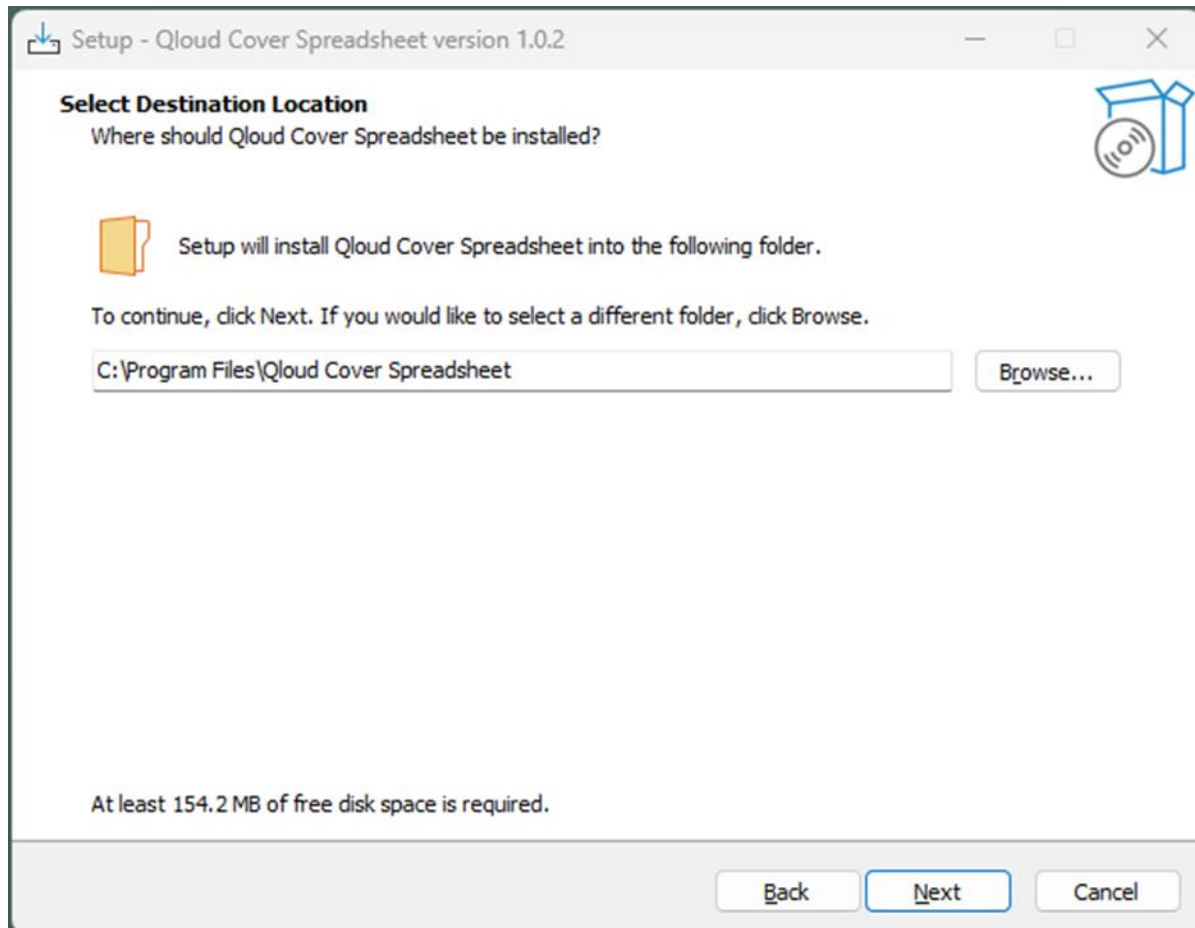 Setup - Qloud Cover Spreadsheet version 1.0.2
Select Destination Location
Where should Qloud Cover Spreadsheet be installed?
Setup will install Qloud Cover Spreadsheet into the following folder.
To continue, click Next. If you would like to select a different folder, click Browse.
C:\Program Files\Qloud Cover Spreadsheet
Browse...
At least 154.2 MB of free disk space is required.
Back Next Cancel